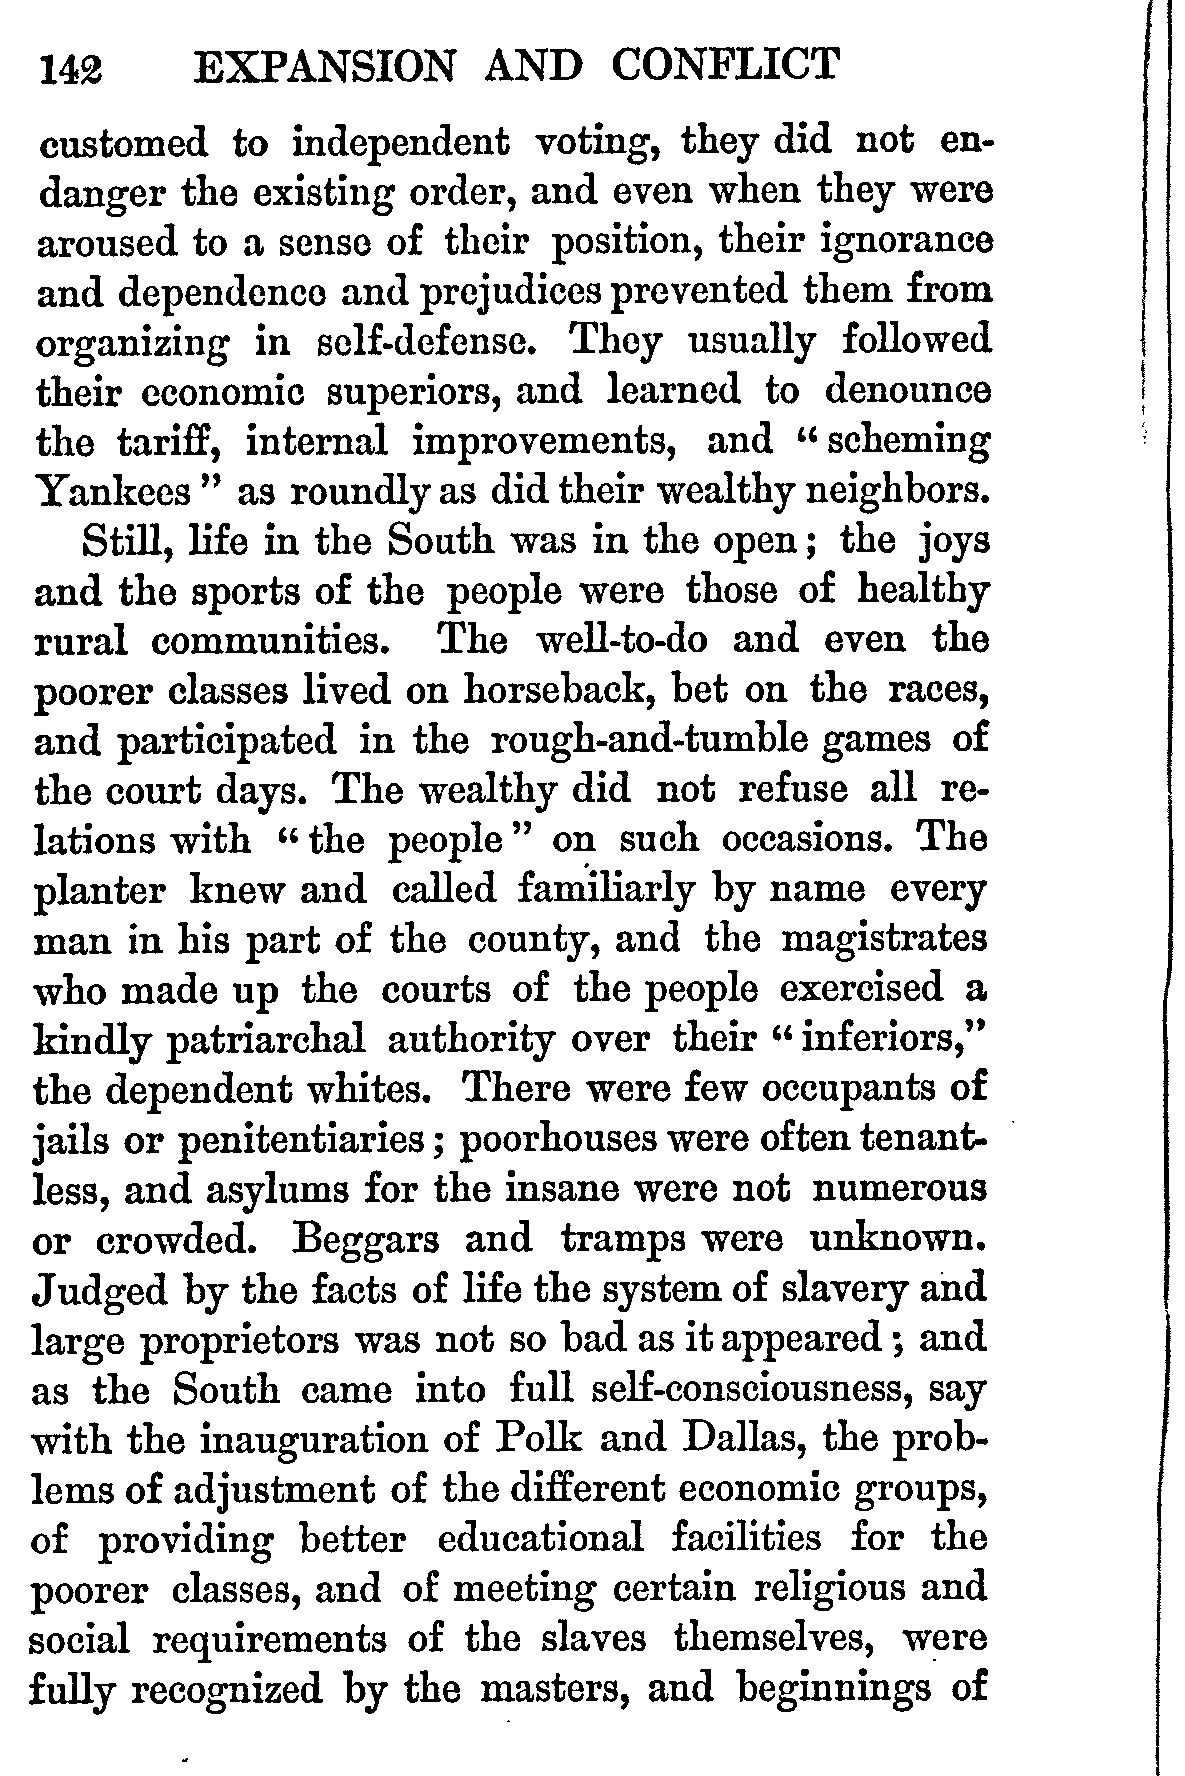 142 EXPANSION AND CONFLICT
customed to independent voting, they did not en-
danger the existing order, and even when they were
aroused to a sense of their position, their ignorance
and dependence and prejudices prevented them from
organizing in self-defense. They usually followed
their economic superiors, and learned to denounce
the tariff, internal improvements, and “ scheming
Yankees ” as roundly as did their wealthy neighbors.
Still, life in the South was in the open ; the joys
and the sports of the people were those of healthy
rural communities. The well-to-do and even the
poorer classes lived on horseback, bet on the races,
and participated in the rough-and-tumble games of
the court days. The wealthy did not refuse all re-
lations with “ the people ” on such occasions. The
planter knew and called familiarly by name every
man in his part of the county, and the magistrates
who made up the courts of the people exercised a
kindly patriarchal authority over their “ inferiors,”
the dependent whites. There were few occupants of
jails or penitentiaries ; poorhouses were often tenant-
less, and asylums for the insane were not numerous
or crowded. Beggars and tramps were unknown.
Judged by the facts of life the system of slavery and
large proprietors was not so bad as it appeared ; and
as the South came into full self-consciousness, say
with the inauguration of Polk and Dallas, the prob-
lems of adjustment of the different economic groups,
of providing better educational facilities for the
poorer classes, and of meeting certain religious and
social requirements of the slaves themselves, were
fully recognized by the masters, and beginnings of